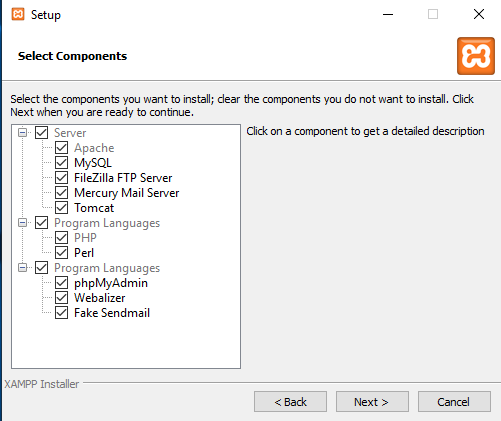 Setup
Select Components
Select the components you want to install; clear the components you do not want to install. Click
Next when you are ready to continue.
Click on a component to get a detailed description
Server
Apache
MySQL
FileZilla FTP Server
Mercury Mail Server
Tomcat
Program Languages
PHP
Perl
Program Languages
phpMyAdmin
Webalizer
Fake Sendmail
XAMPP Installer
< Back
Next >
Cancel